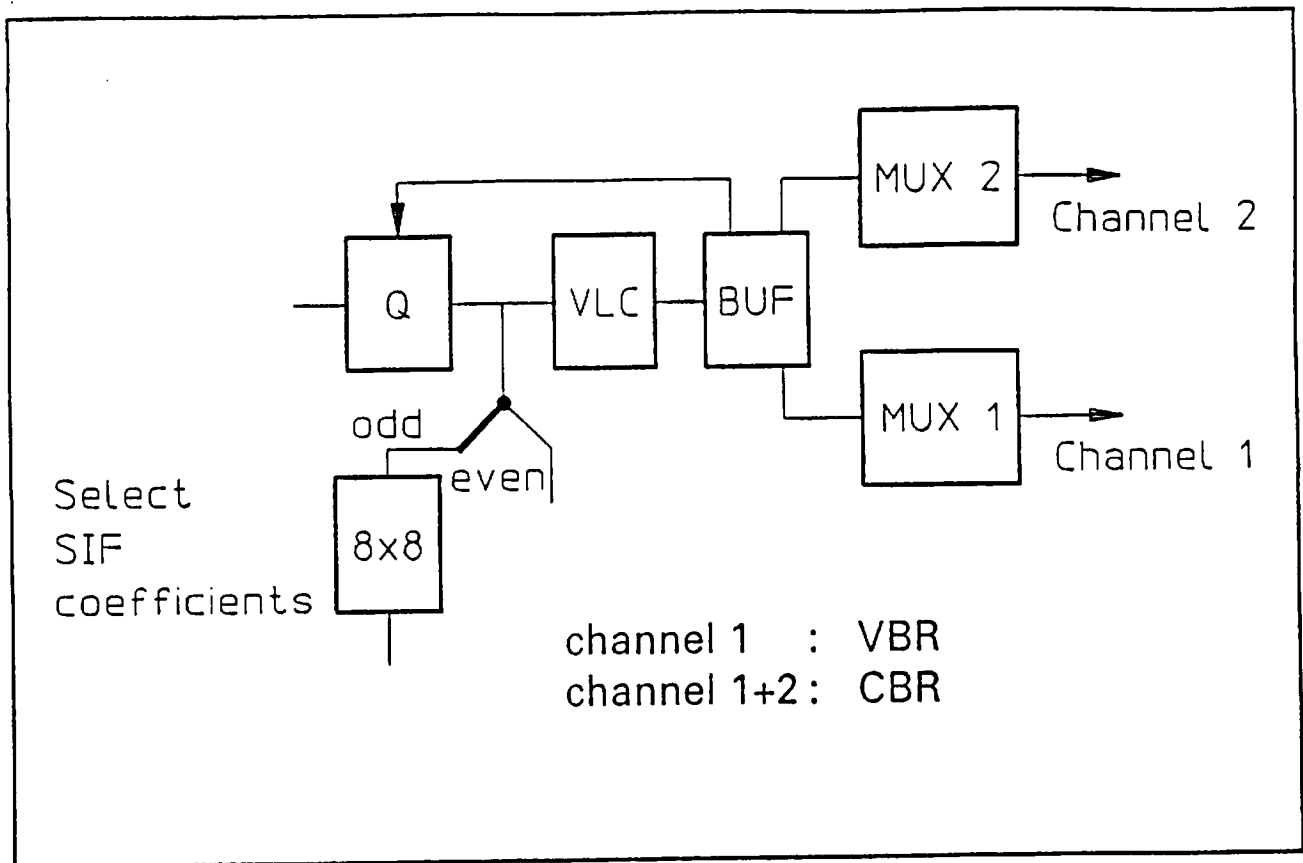 MUX 2
Channel 2
Q
VLC
BUF
MUX 1
Channel 1
odd
even
Select
SIF
coefficients
8x8
channel 1 : VBR
channel 1+2 : CBR